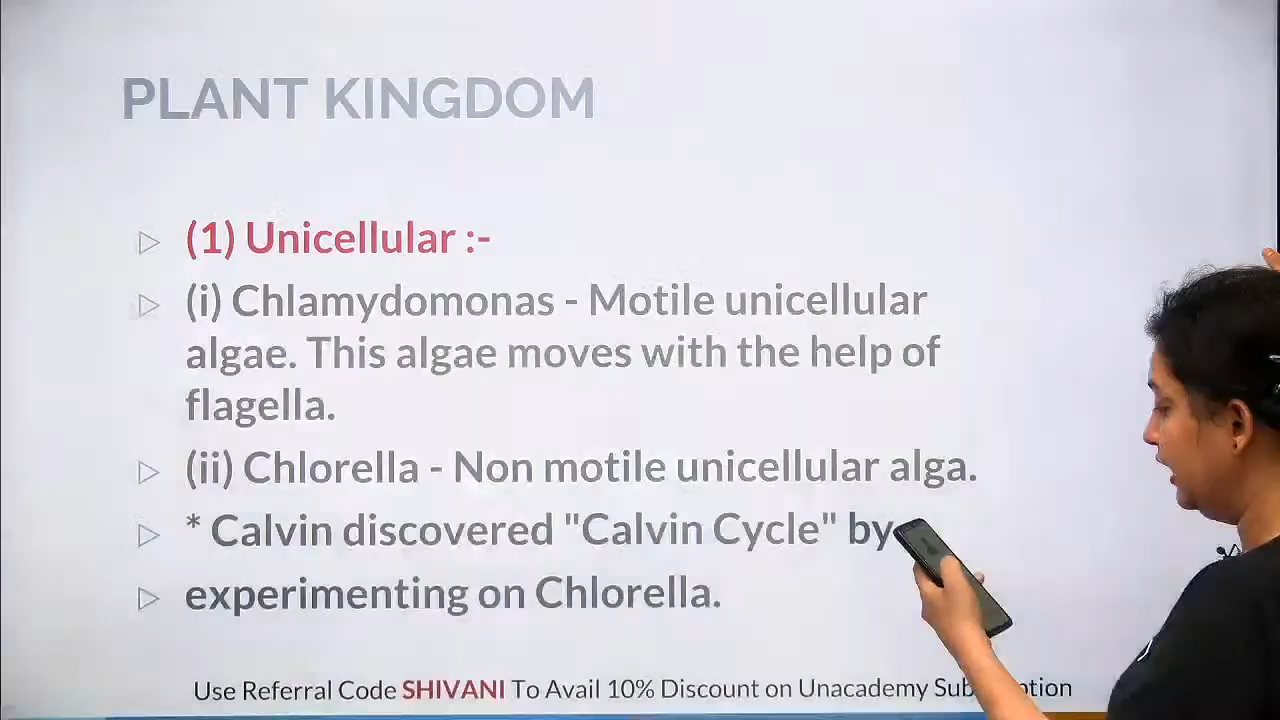 PLANT KINGDOM
(1) Unicellular :-
(i) Chlamydomonas - Motile unicellular
algae. This algae moves with the help of
flagella.
(ii) Chlorella - Non motile unicellular alga.
* Calvin discovered "Calvin Cycle" by
experimenting on Chlorella.
Use Referral Code SHIVANI To Avail 10% Discount on Unacademy